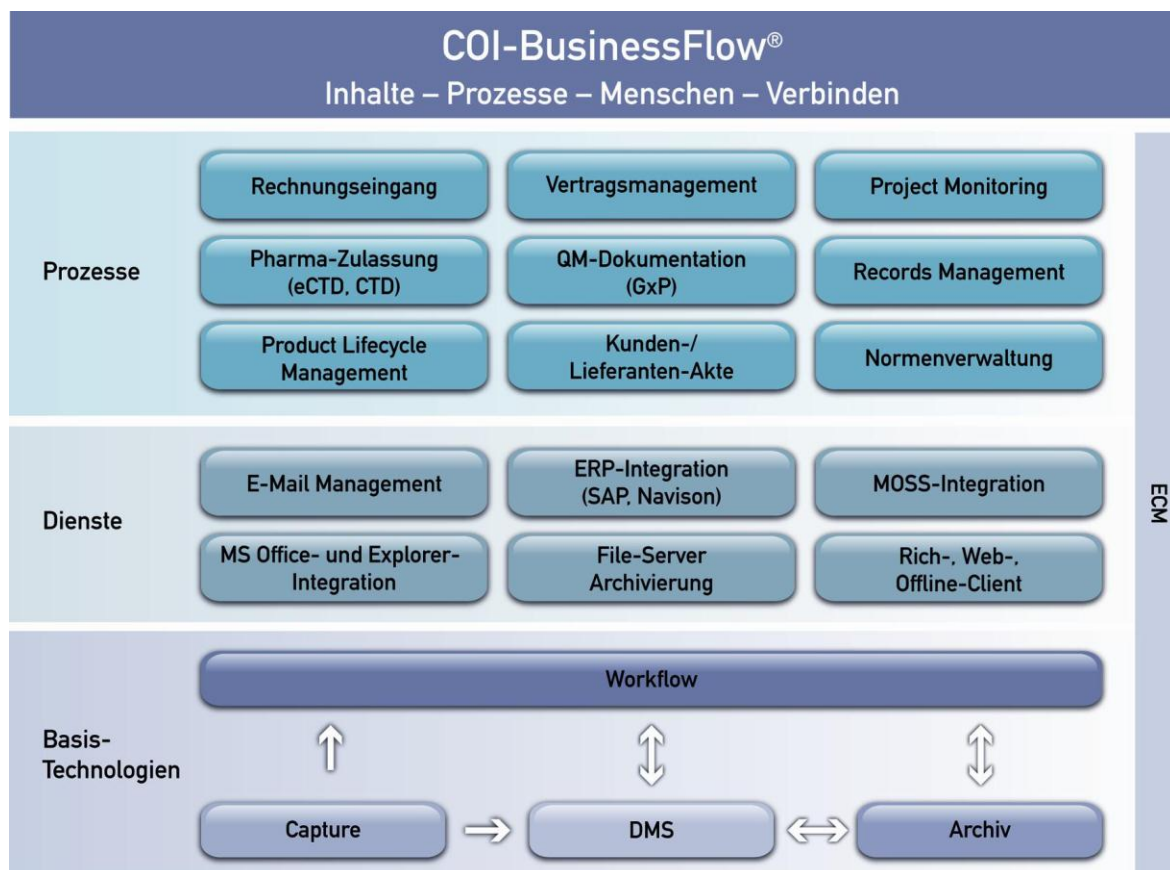 COI-BusinessFlow®
Inhalte – Prozesse – Menschen – Verbinden
Prozesse
Rechnungseingang
Vertragsmanagement
Project Monitoring
Pharma-Zulassung
(eCTD, CTD)
QM-Dokumentation
(GxP)
Records Management
Product Lifecycle
Management
Kunden-/
Lieferanten-Akte
Normenverwaltung
Dienste
E-Mail Management
ERP-Integration
(SAP, Navison)
MOSS-Integration
MS Office- und Explorer-
Integration
File-Server
Archivierung
Rich-, Web-,
Offline-Client
Basis-
Technologien
Workflow
Capture
DMS
Archiv
ECM